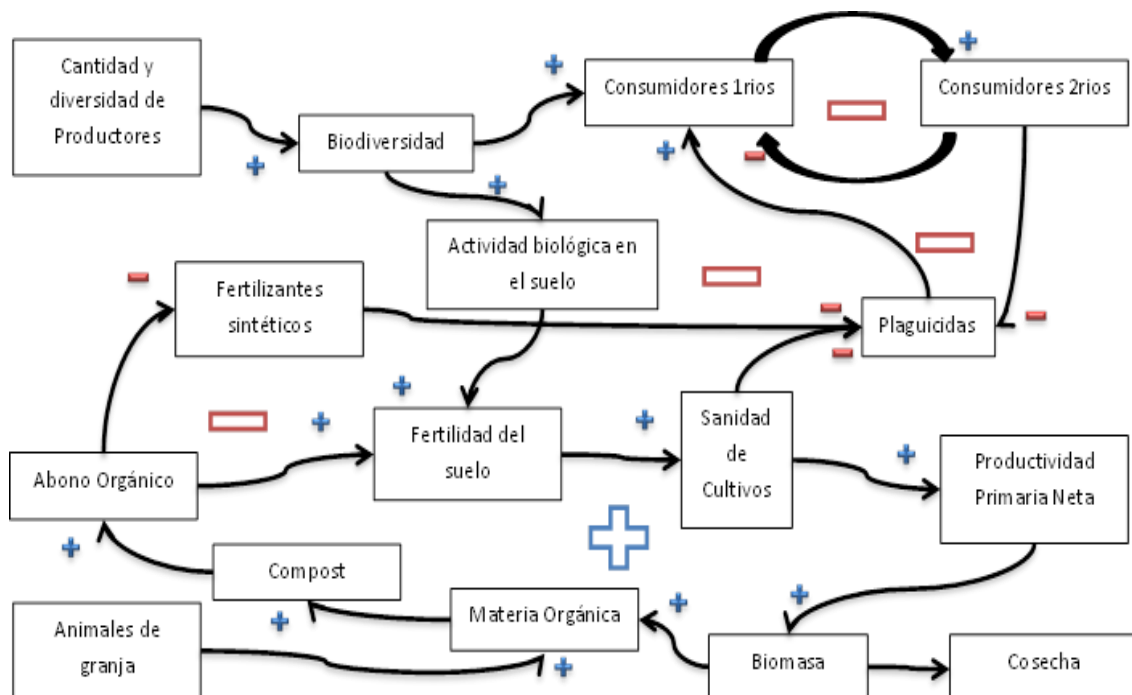 Cantidad y
diversidad de
Productores
Biodiversidad
Consumidores 1rios
Consumidores 2rios
Actividad biológica en
el suelo
Fertilizantes
sintéticos
Plaguicidas
Abono Orgánico
Fertilidad del
suelo
Sanidad
de
Cultivos
Productividad
Primaria Neta
Compost
Materia Orgánica
Animales de
granja
Biomasa
Cosecha